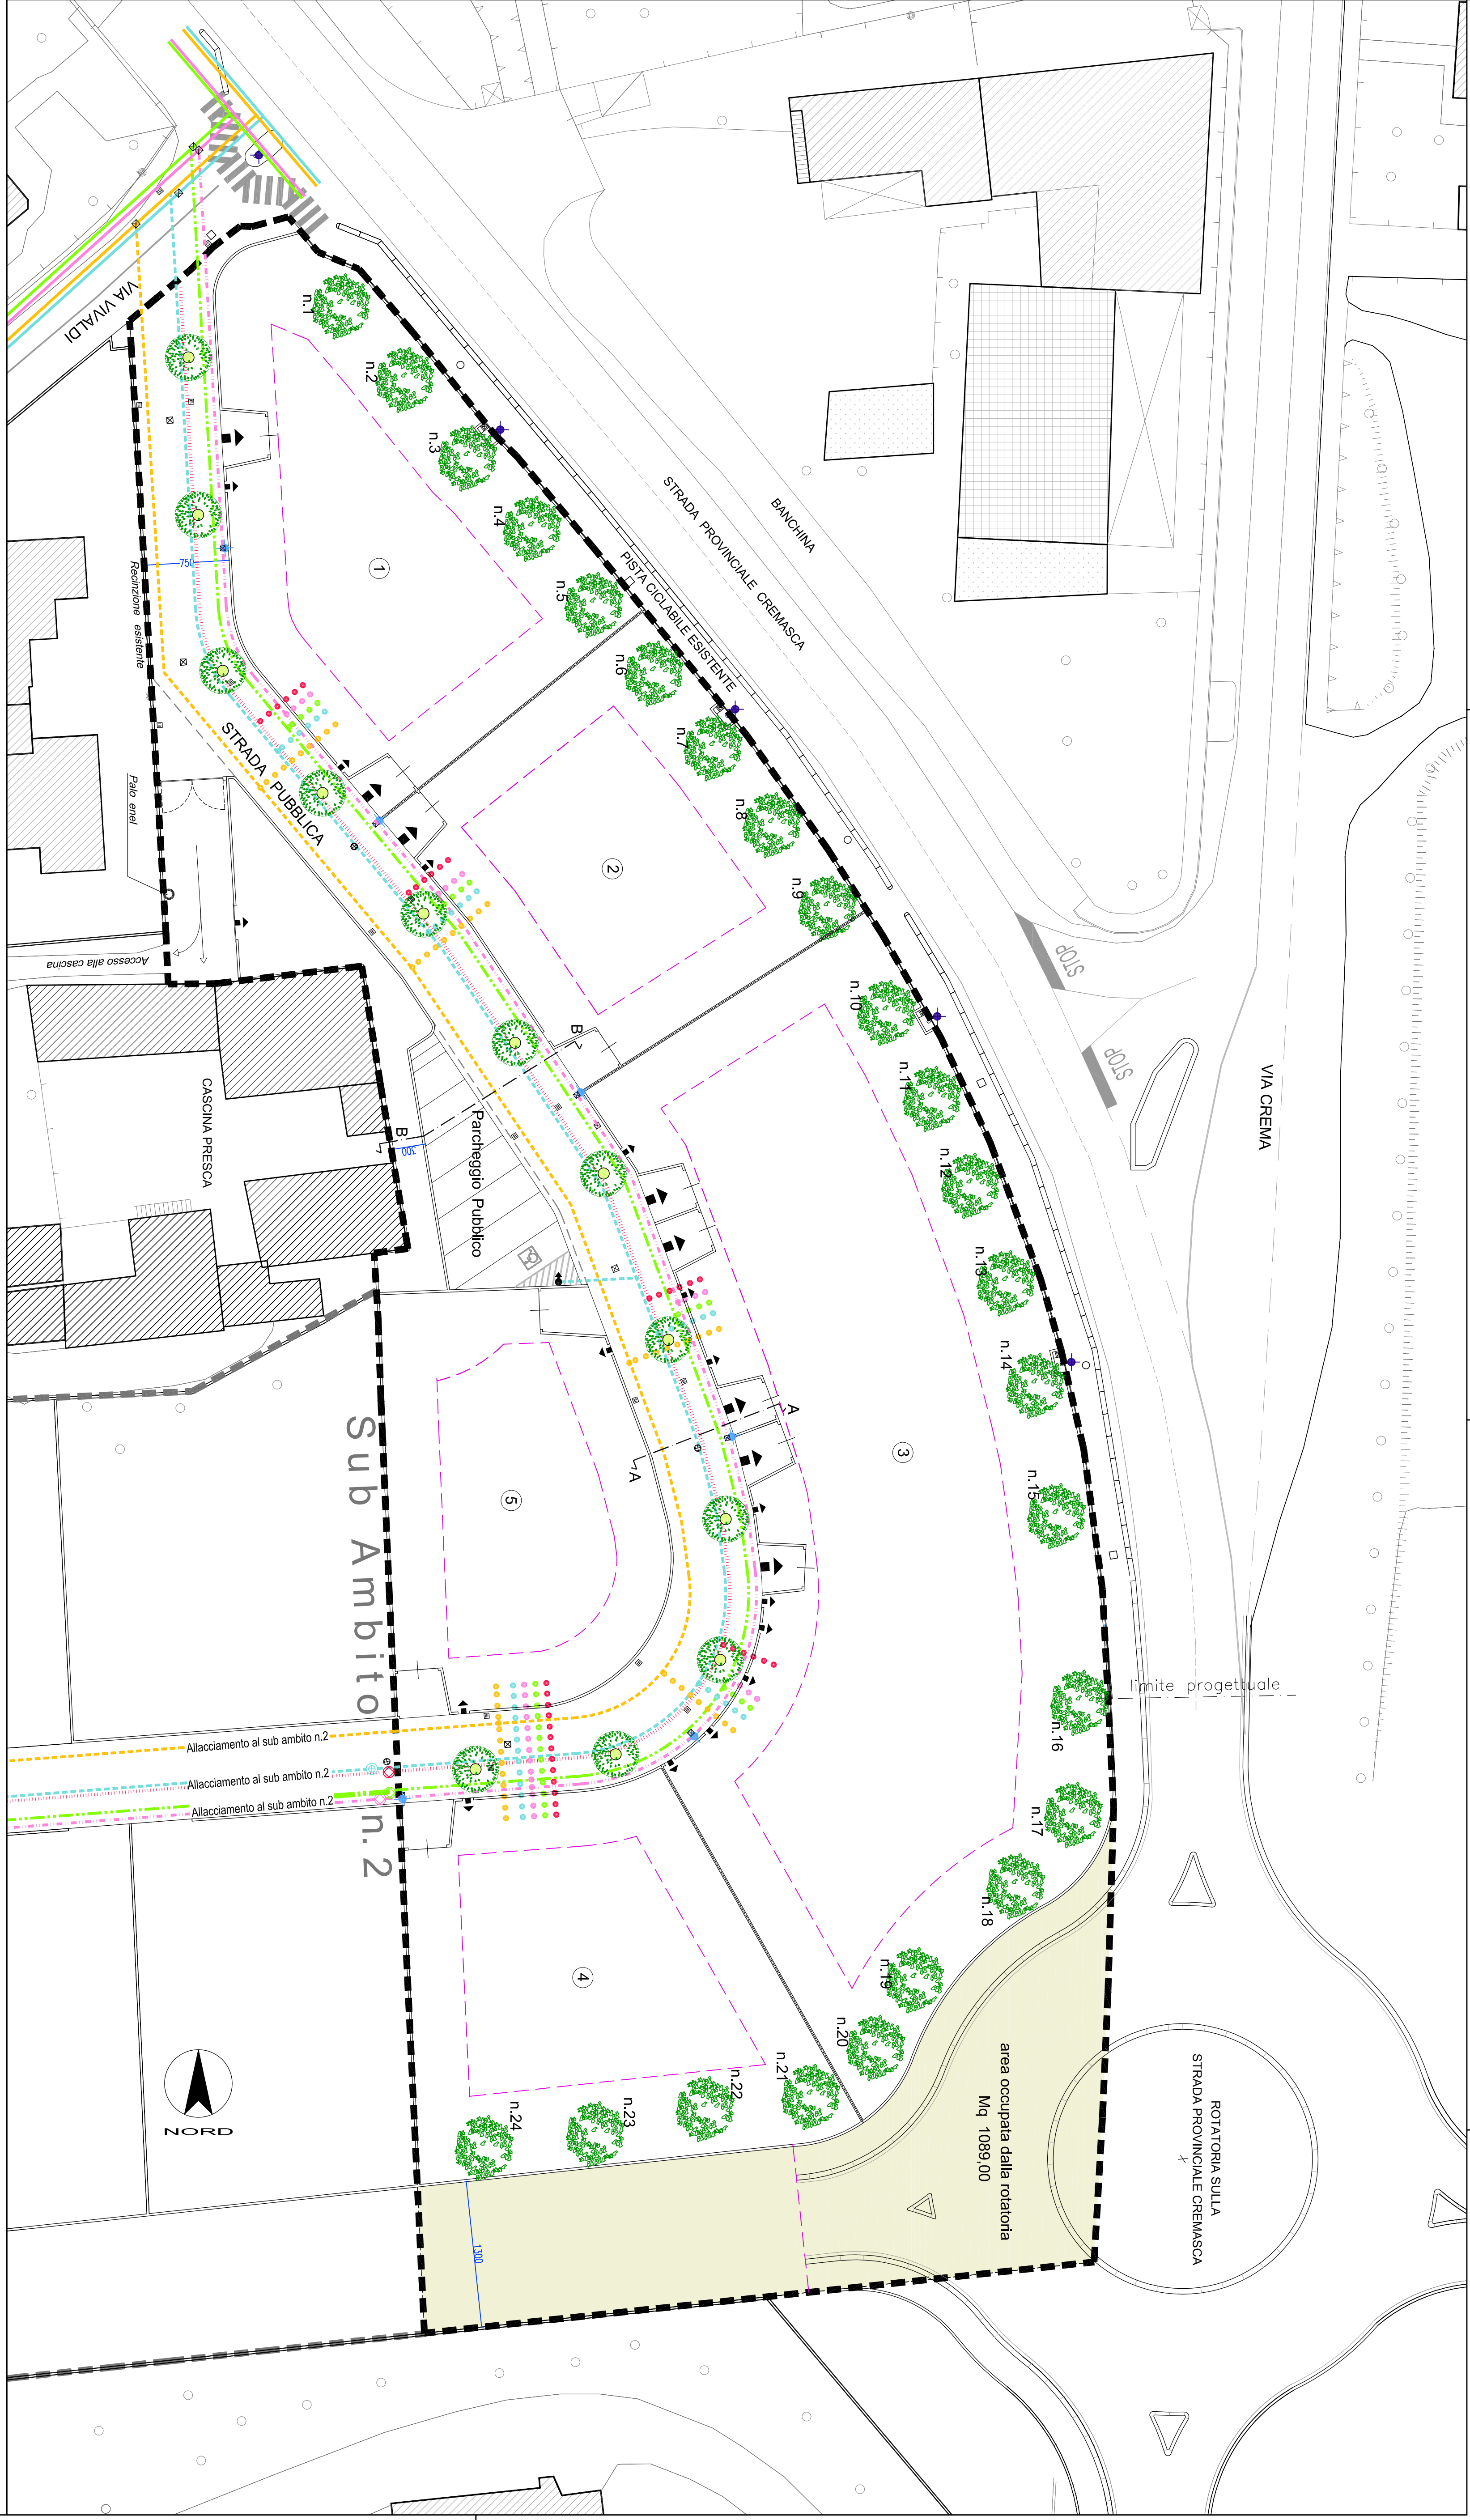 VIA VIVALDI
n.1
n.2
n.3
n.4
n.5
n.6
n.7
n.8
n.9
n.10
n.11
n.12
n.13
n.14
n.15
n.16
n.17
n.18
n.19
n.20
n.21
n.22
n.23
n.24
BANCHINA
STRADA PROVINCIALE CREMASCA
PISTA CICLABILE ESISTENTE
STOP
STOP
VIA CREMA
1
2
3
4
5
750
Recinzione esistente
Palo enel
STRADA PUBBLICA
Accesso alla cascina
CASCINA PRESCA
B
B
300
Parcheggio Pubblico
A
A
Sub Ambito n.2
limite progettuale
Allacciamento al sub ambito n.2
Allacciamento al sub ambito n.2
Allacciamento al sub ambito n.2
NORD
area occupata dalla rotatoria
Mq 1089,00
ROTATORIA SULLA
STRADA PROVINCIALE CREMASCA
1300